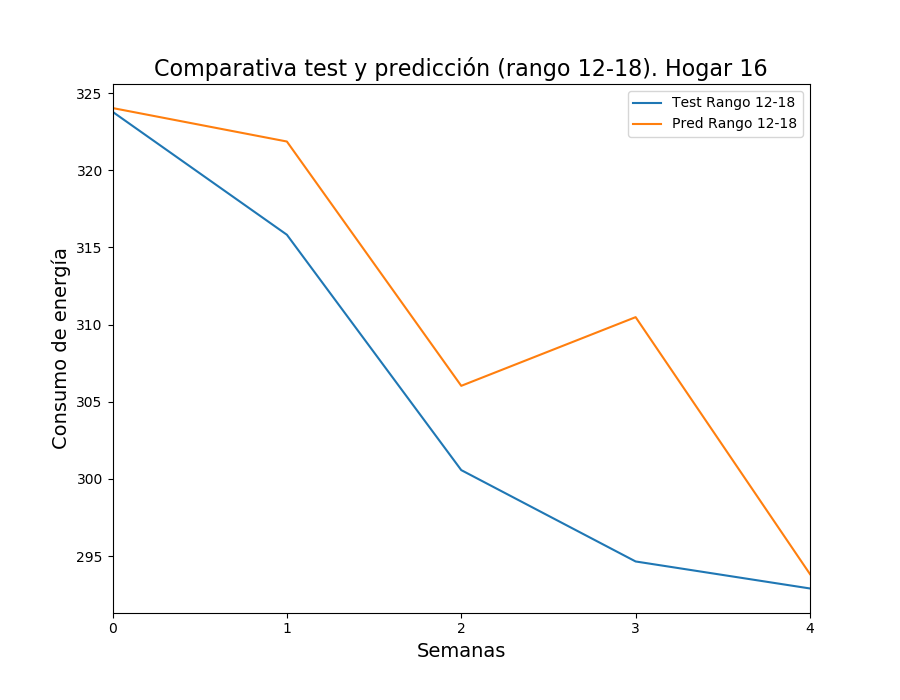 Comparativa test y predicción (rango 12-18). Hogar 16
Test Rango 12-18
Pred Rango 12-18
Consumo de energía
325
320
315
310
305
300
295
0 1 2 3 4
Semanas